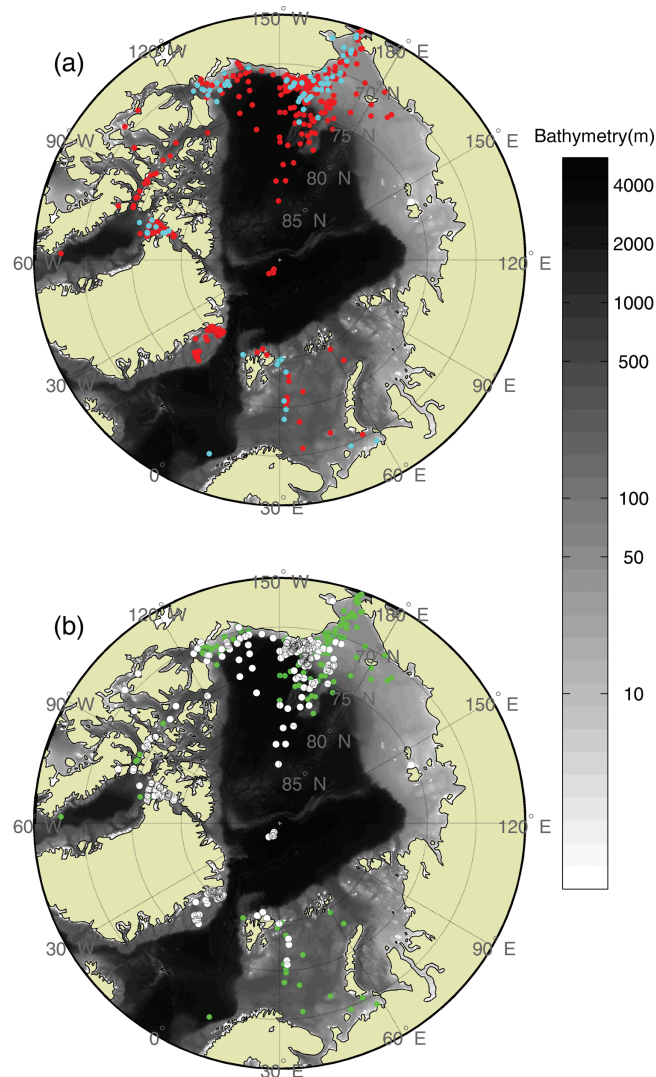 150° W
(a)
120° W
180° E
70° N
75° N
90° W
150° E
80° N
85° N
60° W
120° E
30° W
90° E
0°
60° E
30° E
Bathymetry(m)
4000
2000
1000
500
100
50
10
150° W
(b)
120° W
180° E
70° N
75° N
90° W
150° E
80° N
85° N
60° W
120° E
30° W
90° E
0°
60° E
30° E